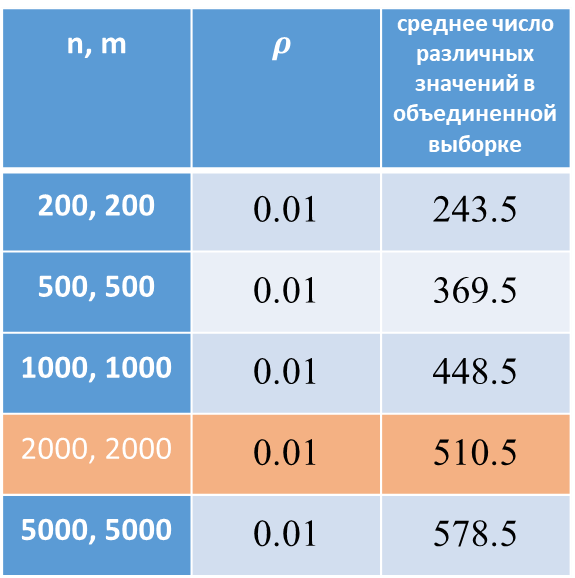 n, m
ρ
среднее число
различных
значений в
объединенной
выборке
200, 200
0.01
243.5
500, 500
0.01
369.5
1000, 1000
0.01
448.5
2000, 2000
0.01
510.5
5000, 5000
0.01
578.5